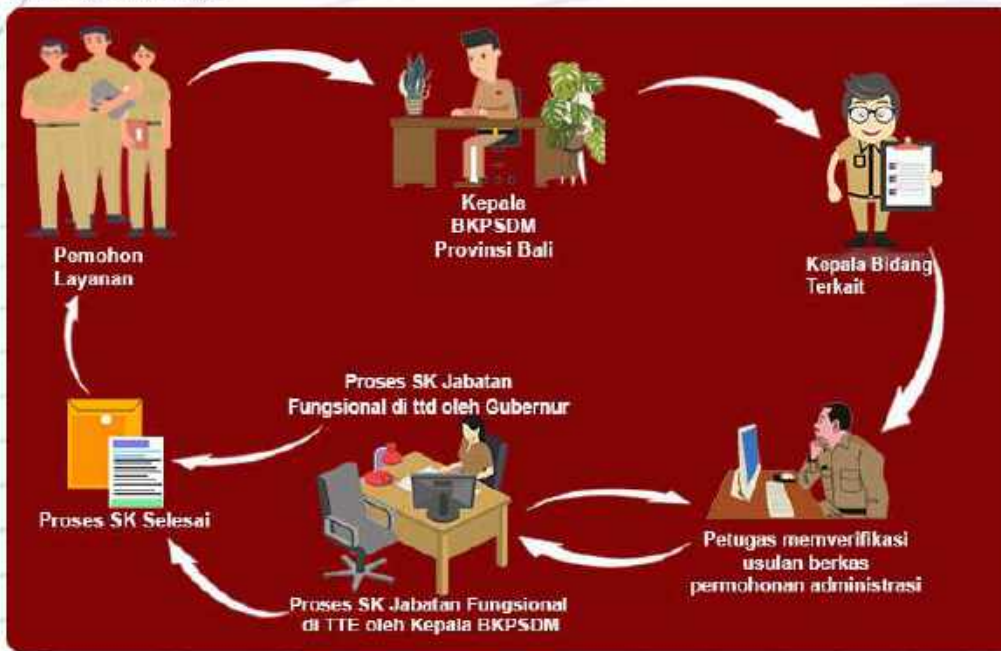 Pemohon
Layanan
Kepala
BKPSDM
Provinsi Bali
Kepala Bidang
Terkait
Petugas memverifikasi
usulan berkas
permohonan administrasi
Proses SK Jabatan
Fungsional di ttd oleh Gubernur
Proses SK Jabatan Fungsional
di TTE oleh Kepala BKPSDM
Proses SK Selesai